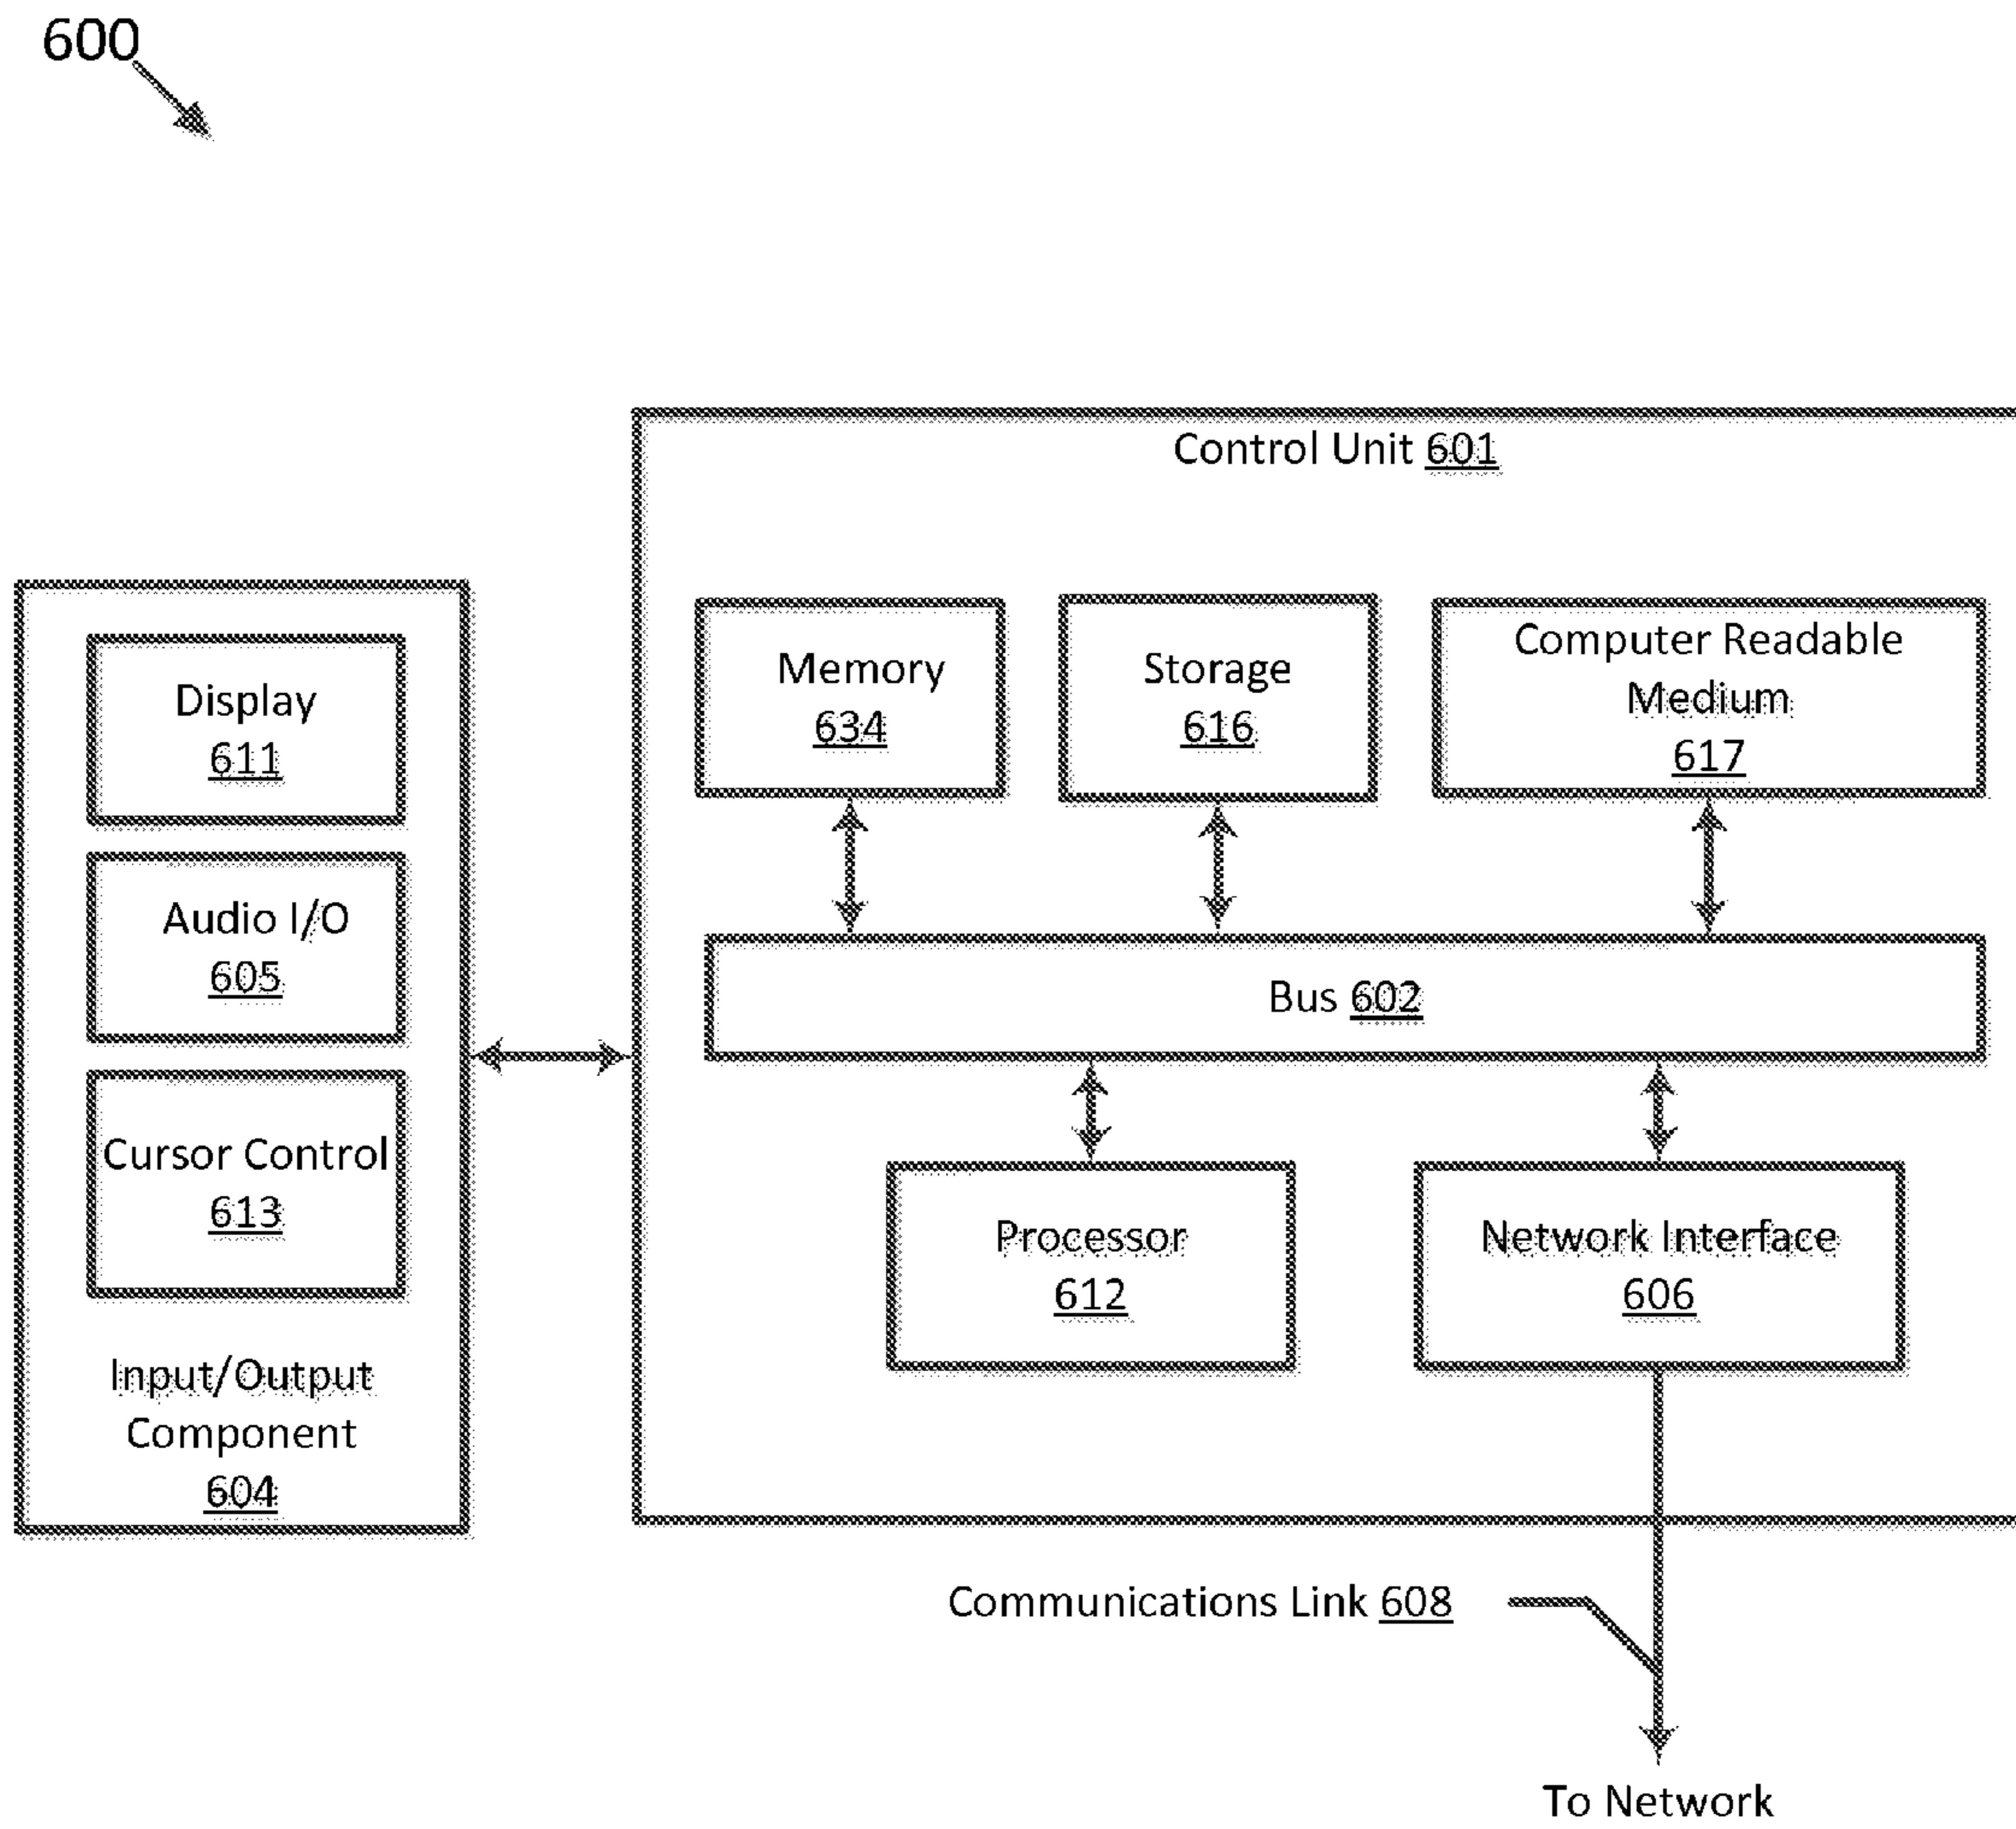 600
Control Unit 601
Display
611
Audio I/O
605
Cursor Control
613
Input/Output
Component
604
Memory
634
Storage
616
Computer Readable
Medium
617
Bus 602
Processor
612
Network Interface
606
Communications Link 608
To Network